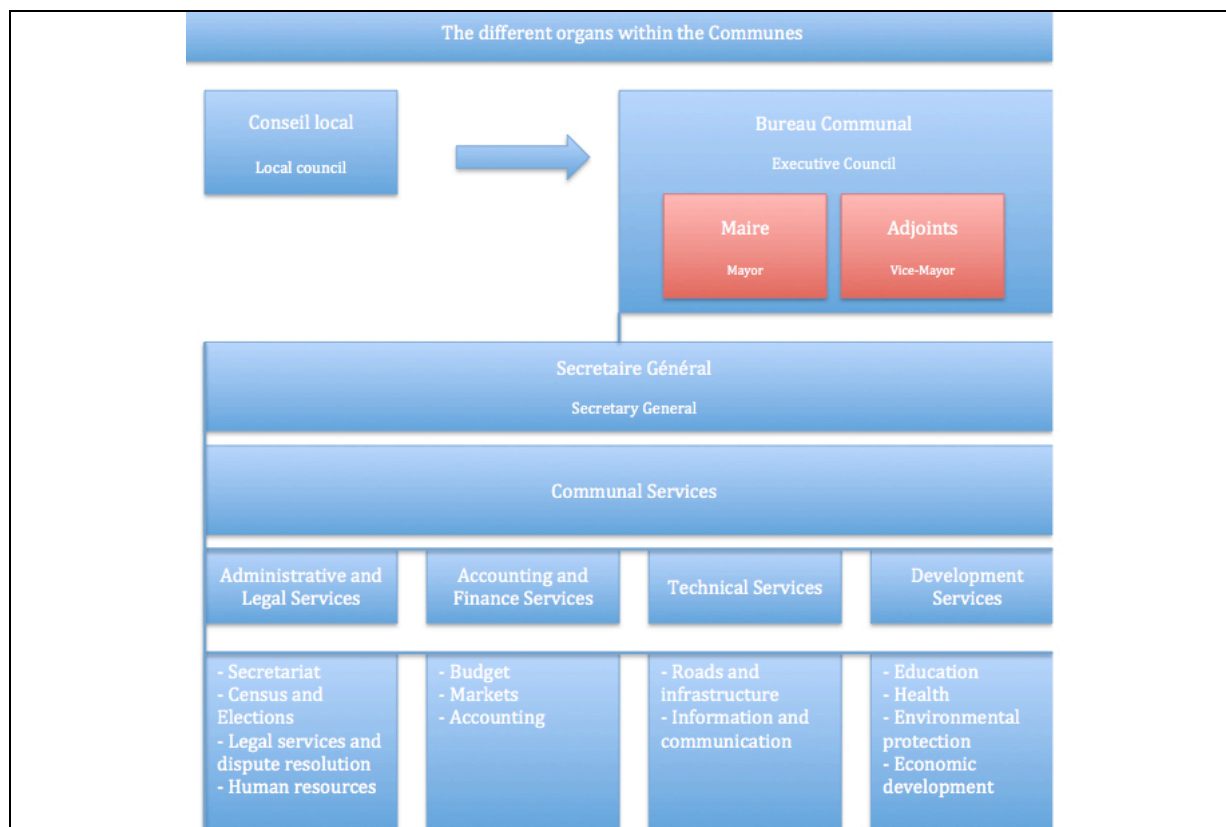 The different organs within the Communes
Conseil local
Local council
Bureau Communal
Executive Council
Maire
Mayor
Adjoints
Vice-Mayor
Secretaire Général
Secretary General
Communal Services
Administrative and
Legal Services
Accounting and
Finance Services
Technical Services
Development
Services
- Secretariat
- Census and
Elections
- Legal services and
dispute resolution
- Human resources
- Budget
- Markets
- Accounting
- Roads and
infrastructure
- Information and
communication
- Education
- Health
- Environmental
protection
- Economic
development